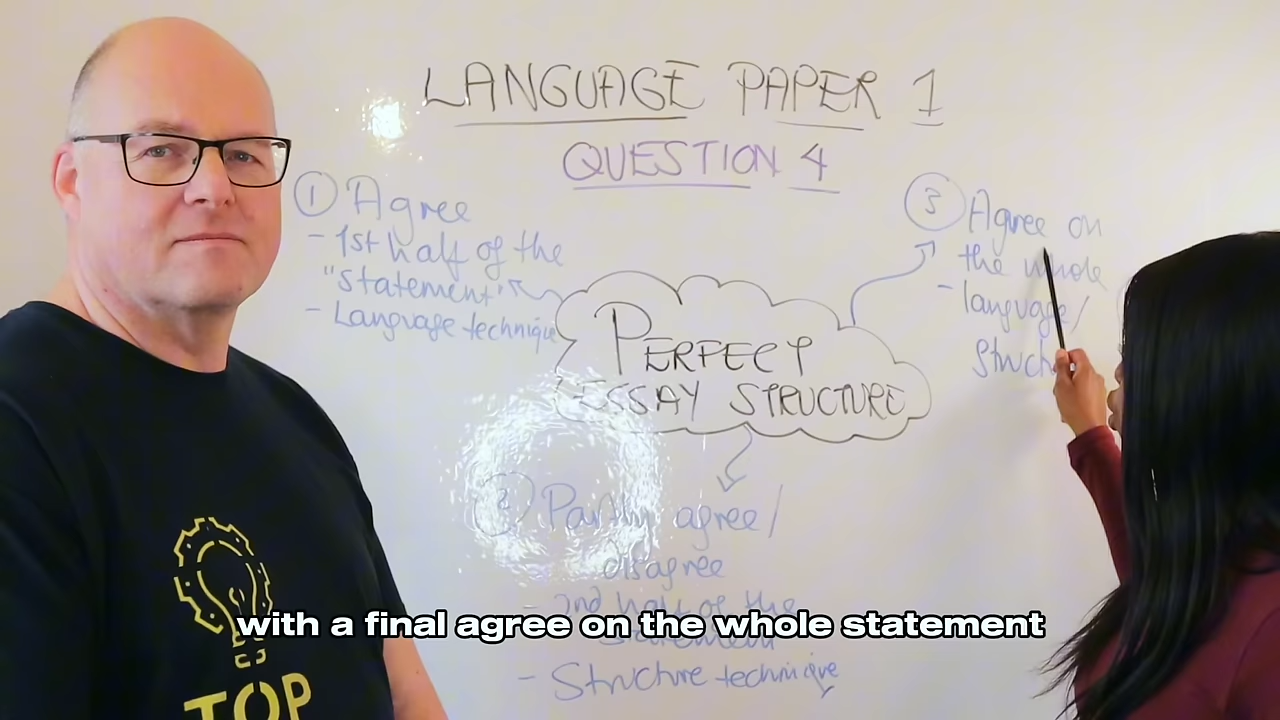 LANGUAGE PAPER 1
QUESTION 4
① Agree
- 1st half of the
"Statement"
- Language technique
PERFECT
ESSAY STRUCTURE
③ Agree on
the whole
- language/
② Partly agree/
disagree
- 2nd half of the
statement
- Structure technique
with a final agree on the whole statement
TOP